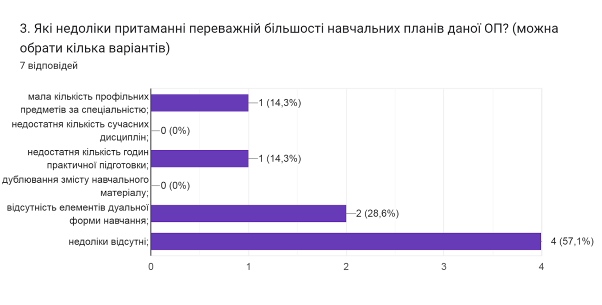 3. Які недоліки притаманні переважній більшості навчальних планів даної ОП? (можна
обрати кілька варіантів)
7 відповідей
мала кількість профільних
предметів за спеціальністю;
1 (14,3%)
недостатня кількість сучасних
дисциплін;
0 (0%)
недостатня кількість годин
практичної підготовки;
1 (14,3%)
дублювання змісту навчального
матеріалу;
0 (0%)
відсутність елементів дуальної
форми навчання;
2 (28,6%)
недоліки відсутні;
4 (57,1%)
0
1
2
3
4